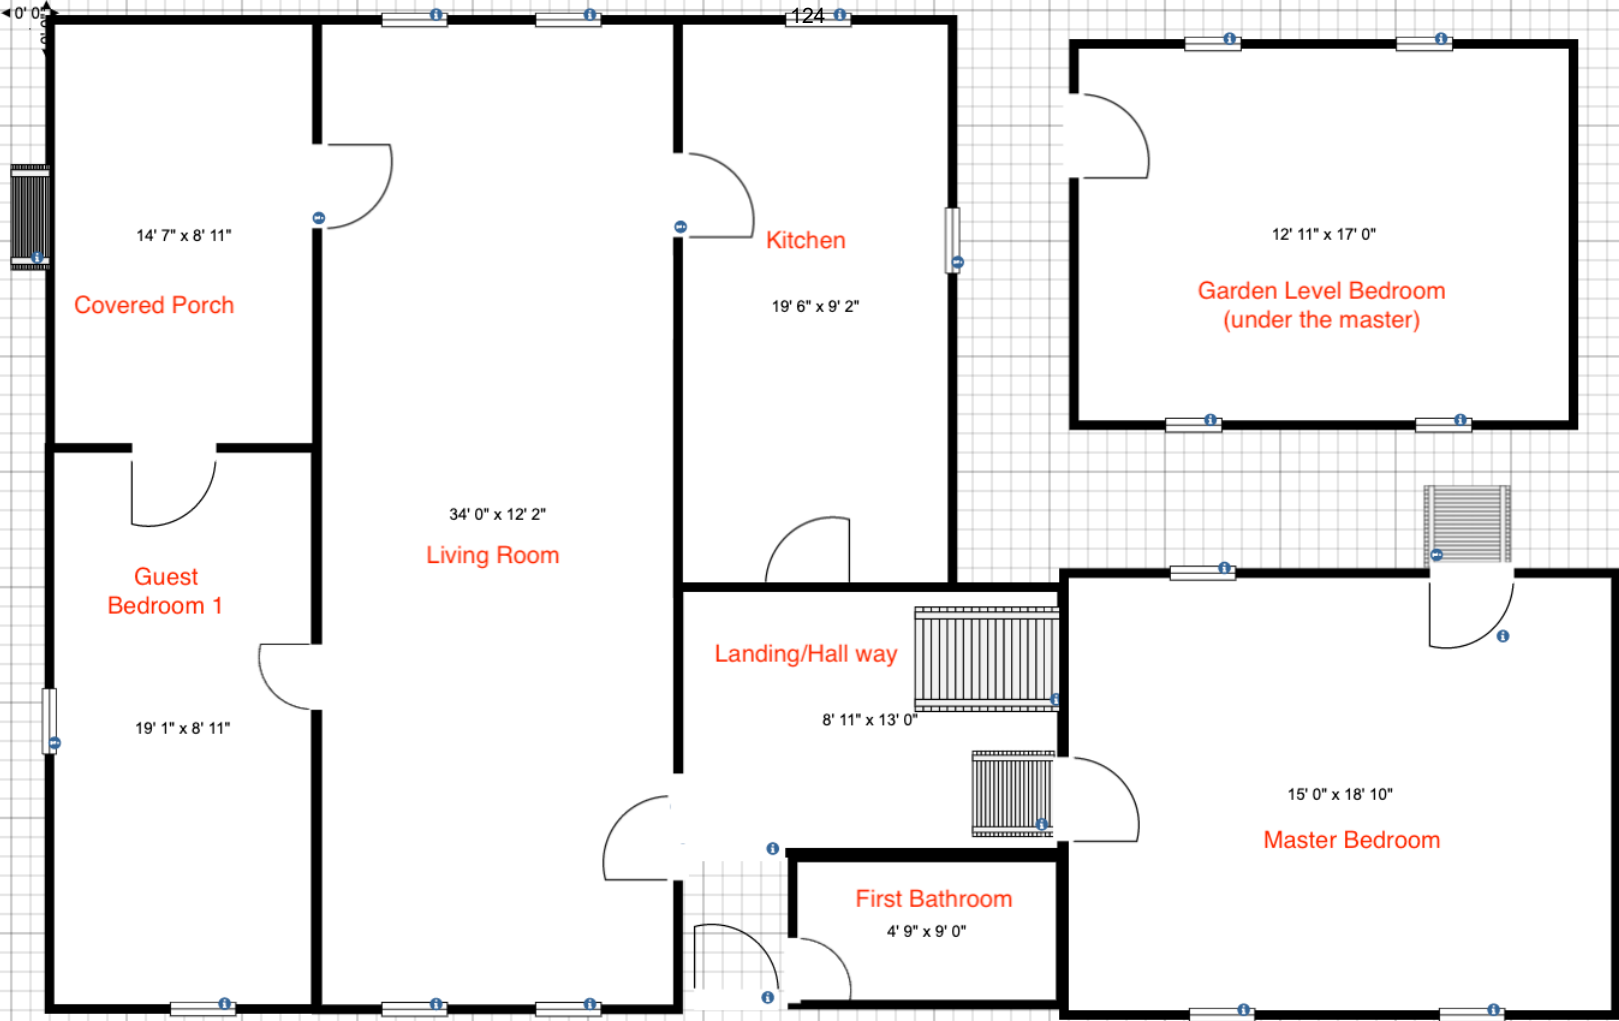 0' 0"
124
14' 7" x 8' 11"
Covered Porch
Kitchen
19' 6" x 9' 2"
12' 11" x 17' 0"
Garden Level Bedroom
(under the master)
34' 0" x 12' 2"
Living Room
Guest
Bedroom 1
19' 1" x 8' 11"
Landing/Hall way
8' 11" x 13' 0"
15' 0" x 18' 10"
Master Bedroom
First Bathroom
4' 9" x 9' 0"